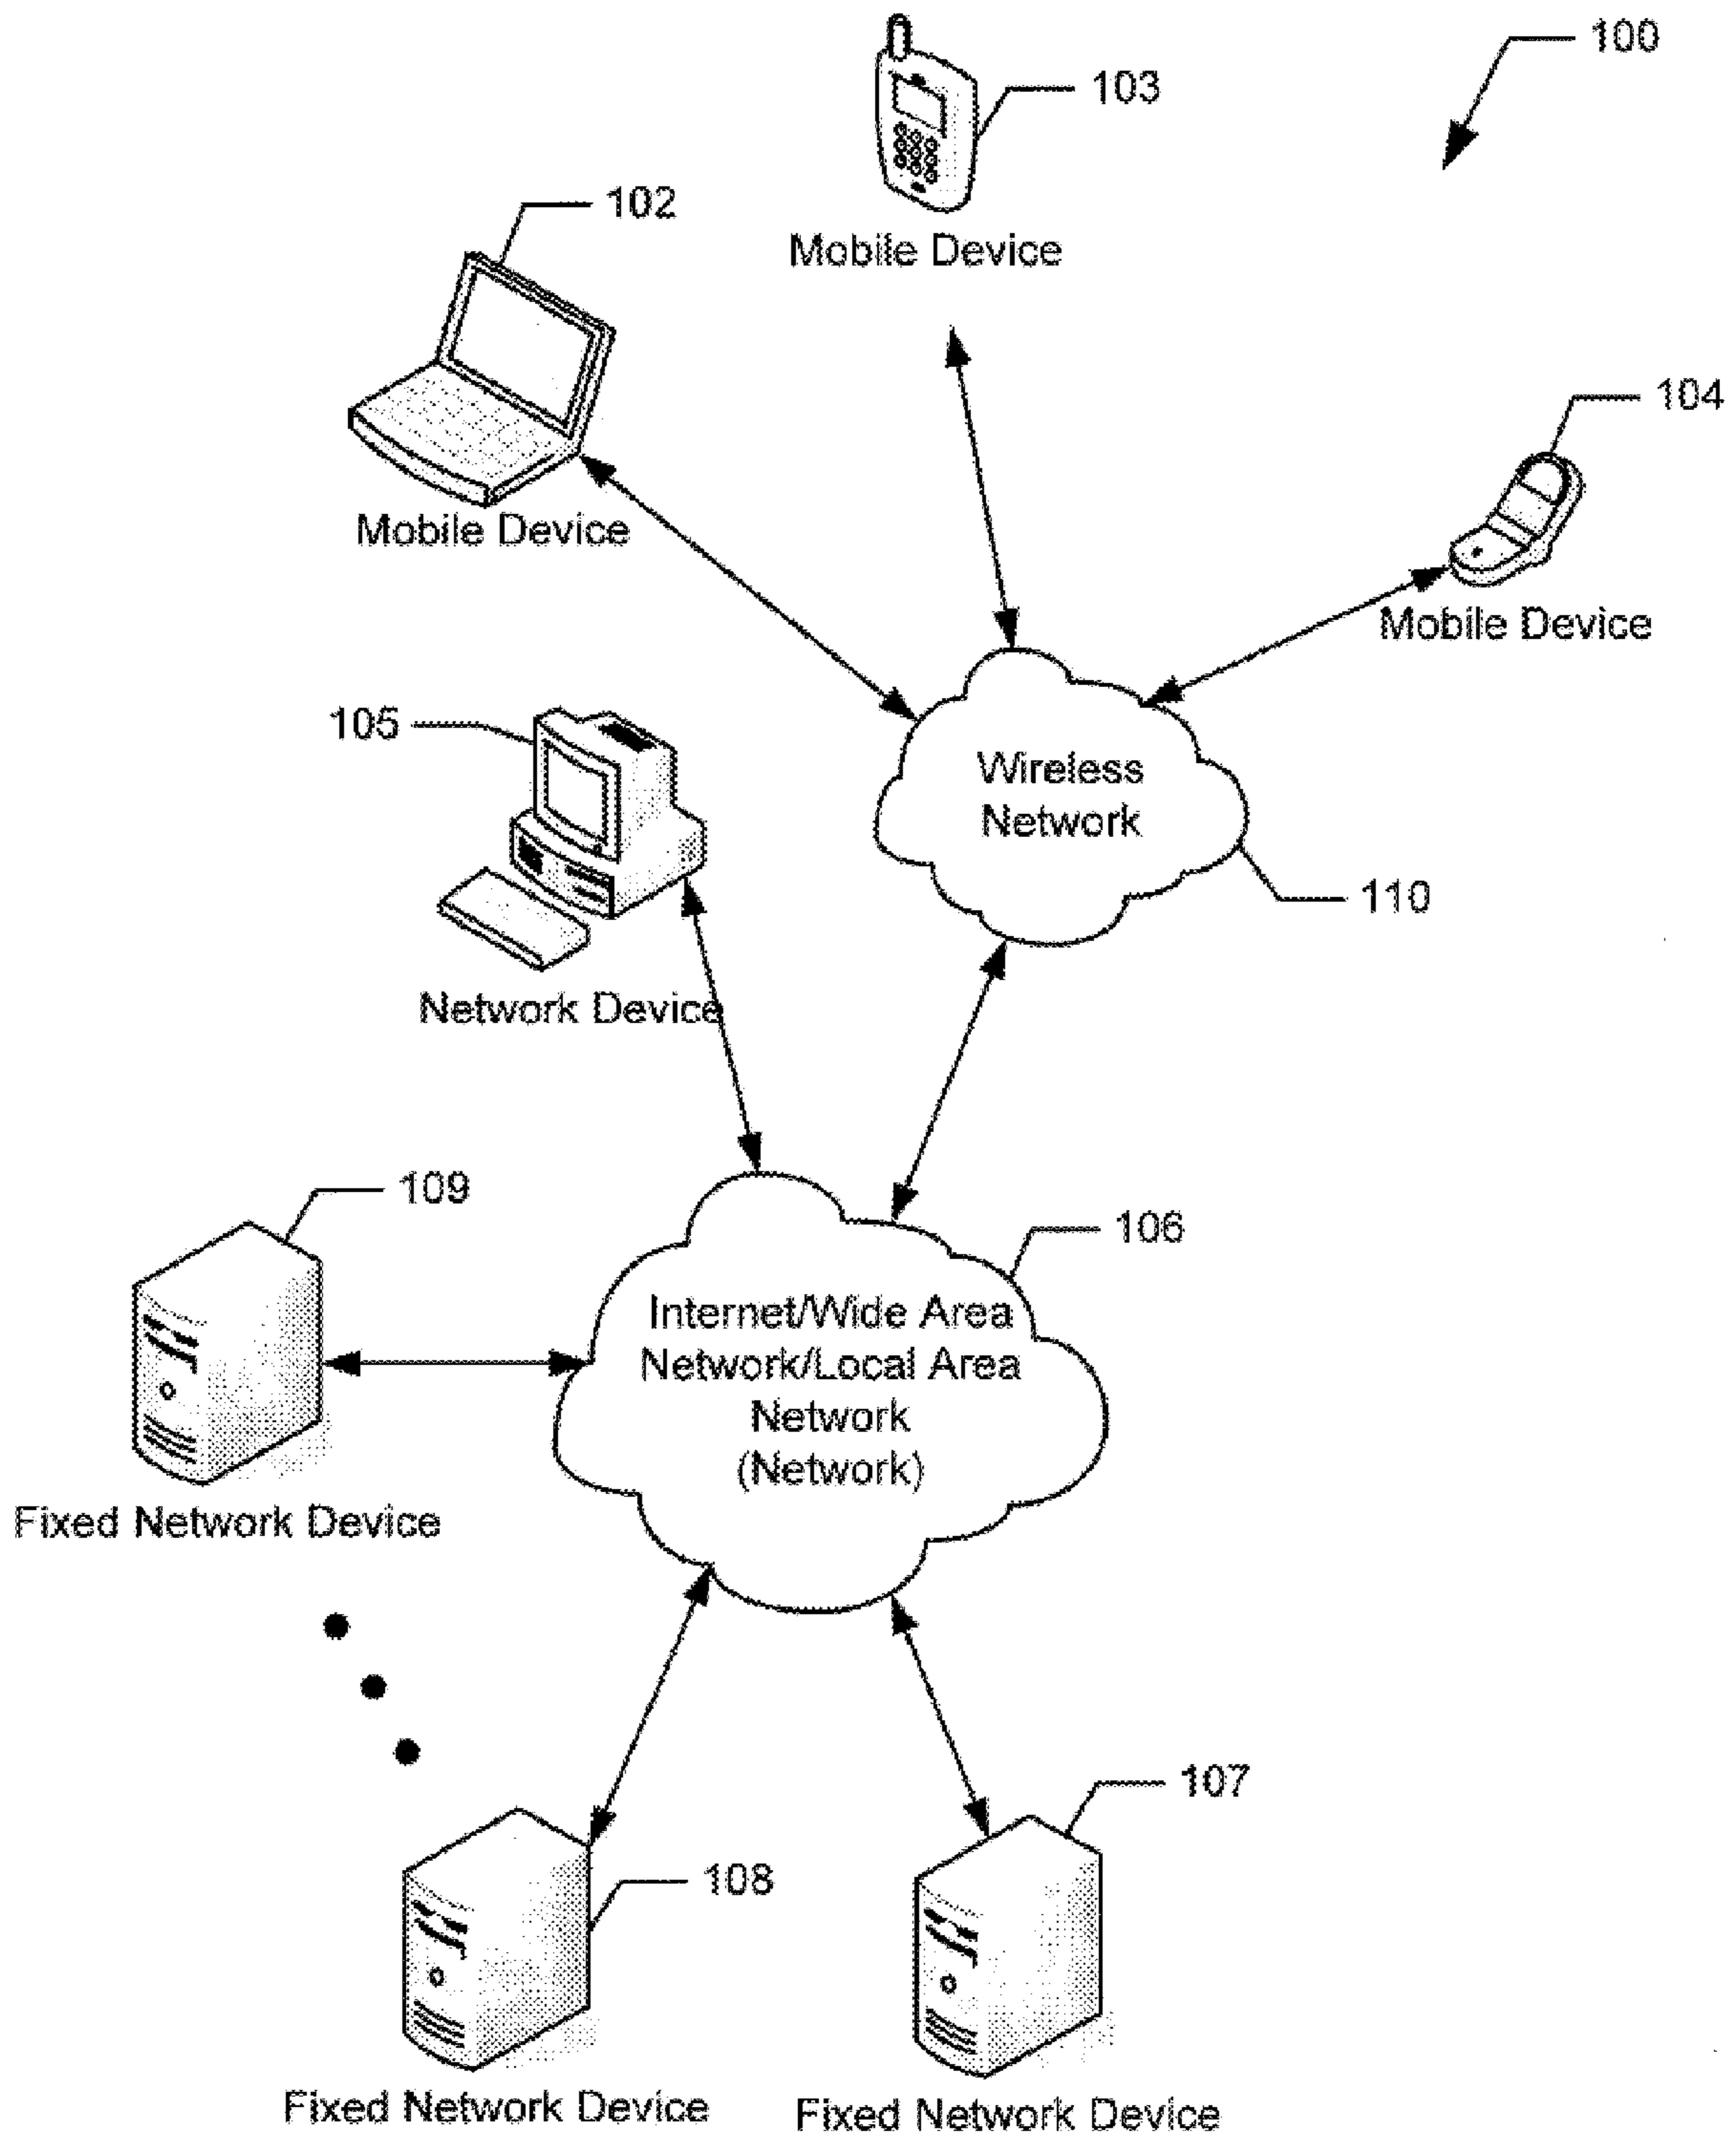 100
103
Mobile Device
102
Mobile Device
104
Mobile Device
105
Network Device
Wireless
Network
110
109
Fixed Network Device
106
Internet/Wide Area
Network/Local Area
Network
(Network)
108
Fixed Network Device
107
Fixed Network Device